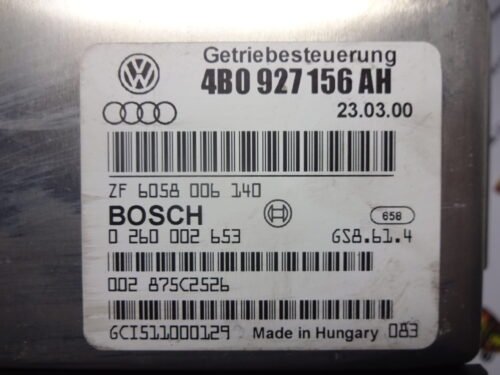 Getriebesteuerung
4B0 927 156 AH
23.03.00
ZF 6058 006 140
BOSCH 658
0 260 002 653 GS8.61.4
002 875C2526
GCI511000129 Made in Hungary 083